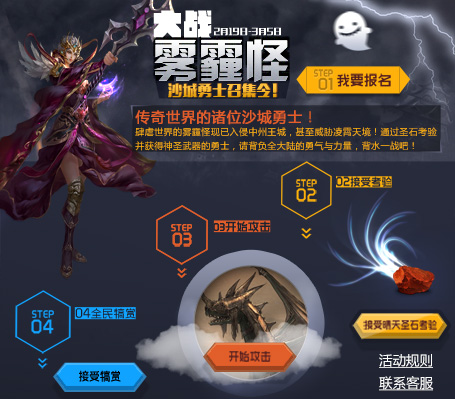 大战
2月19日-3月5日
雾霾怪
沙城勇士召集令!
STEP
01
我要报名
传奇世界的诸位沙城勇士!
肆虐世界的雾霾怪现已入侵中州王城,甚至威胁凌霄天境!通过圣石考验
并获得神圣武器的勇士,请背负全大陆的勇气与力量,背水一战吧!
STEP
02
02接受考验
STEP
03
03开始攻击
STEP
04
04全民犒赏
接受晴天圣石考验
开始攻击
活动规则
接受犒赏
联系客服